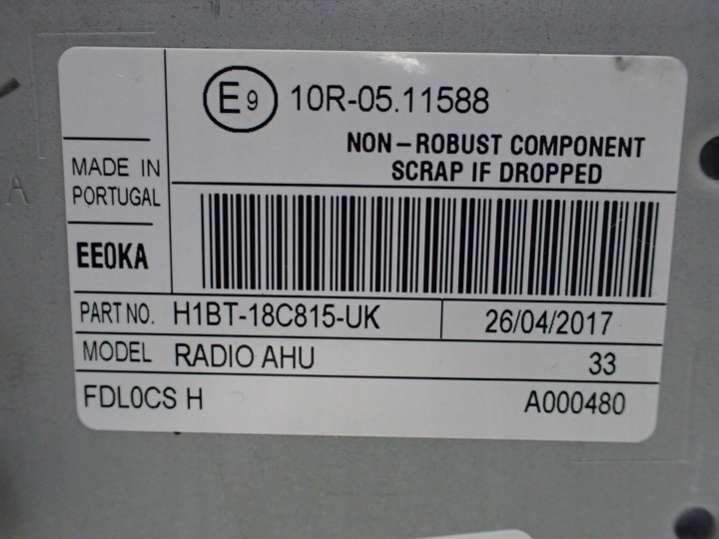 E9 10R-05.11588
NON-ROBUST COMPONENT
SCRAP IF DROPPED
MADE IN
PORTUGAL
EE0KA
PART NO. H1BT-18C815-UK 26/04/2017
MODEL RADIO AHU 33
FDL0CS H A000480
A